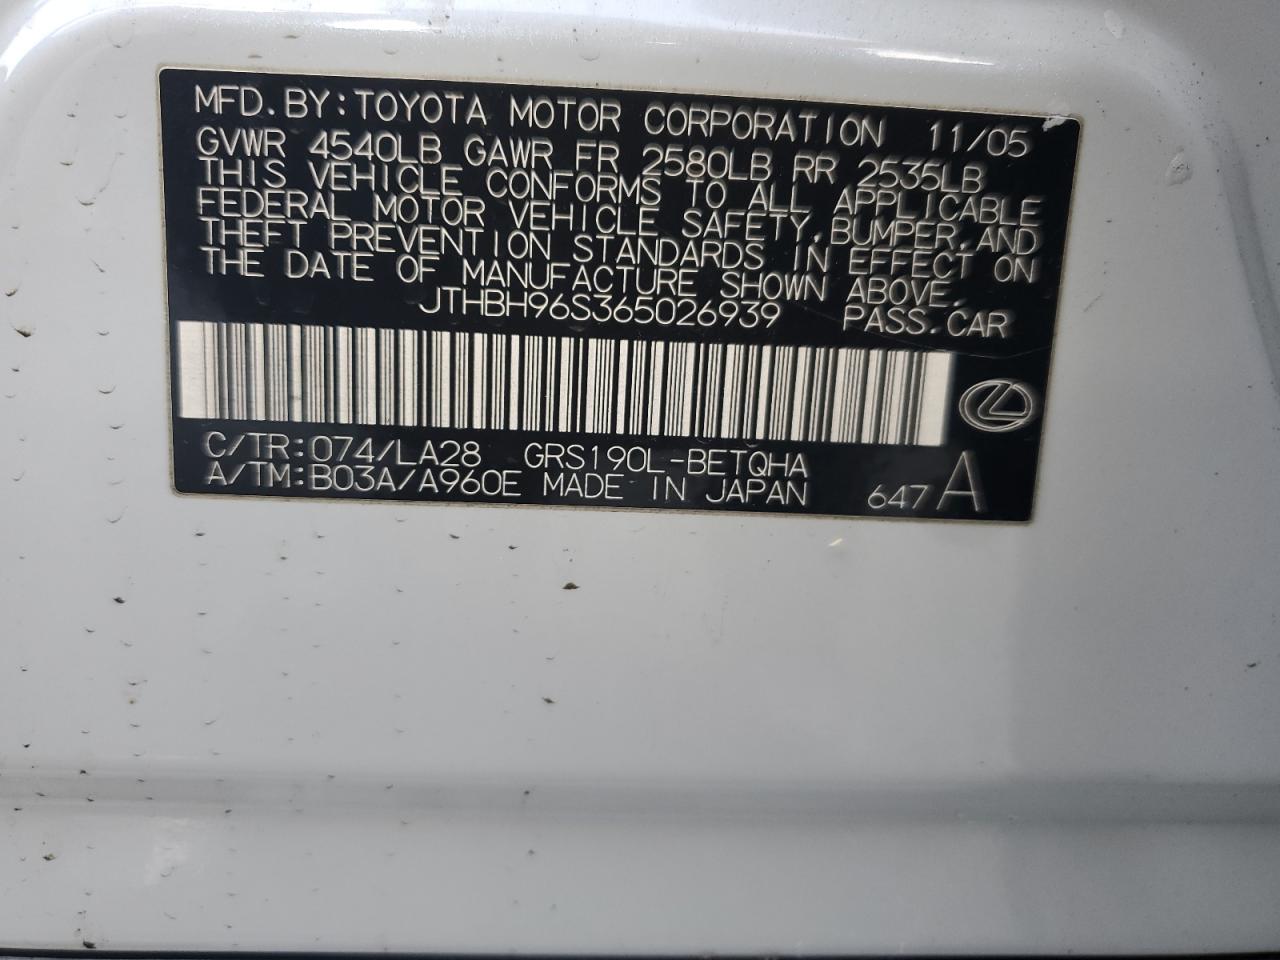 MFD. BY: TOYOTA MOTOR CORPORATION 11/05
GVWR 4540LB GAWR FR 2580LB RR 2535LB
THIS VEHICLE CONFORMS TO ALL APPLICABLE
FEDERAL MOTOR VEHICLE SAFETY, BUMPER, AND
THEFT PREVENTION STANDARDS IN EFFECT ON
THE DATE OF MANUFACTURE SHOWN ABOVE.
JTHBH96S365026939 PASS. CAR
C/TR: 074/LA28 GRS190L-BETQHA
A/TM: B03A/A960E MADE IN JAPAN 647 A